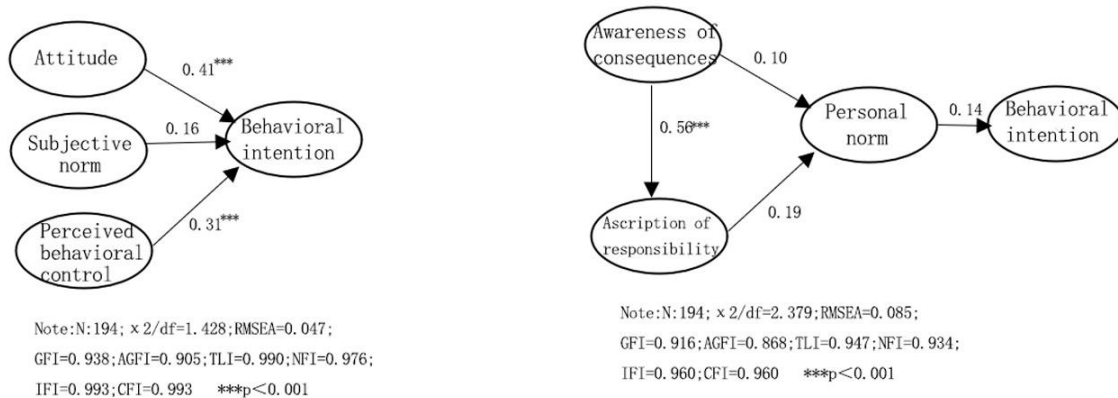 Attitude
0.41***
Subjective
norm
0.16
Behavioral
intention
Perceived
behavioral
control
0.31***
Note:N:194; x2/df=1.428;RMSEA=0.047;
GFI=0.938;AGFI=0.905;TLI=0.990;NFI=0.976;
IFI=0.993;CFI=0.993 ***p<0.001
Awareness of
consequences
0.10
0.56***
Personal
norm
0.14
Behavioral
intention
Ascription of
responsibility
0.19
Note:N:194; x2/df=2.379;RMSEA=0.085;
GFI=0.916;AGFI=0.868;TLI=0.947;NFI=0.934;
IFI=0.960;CFI=0.960 ***p<0.001